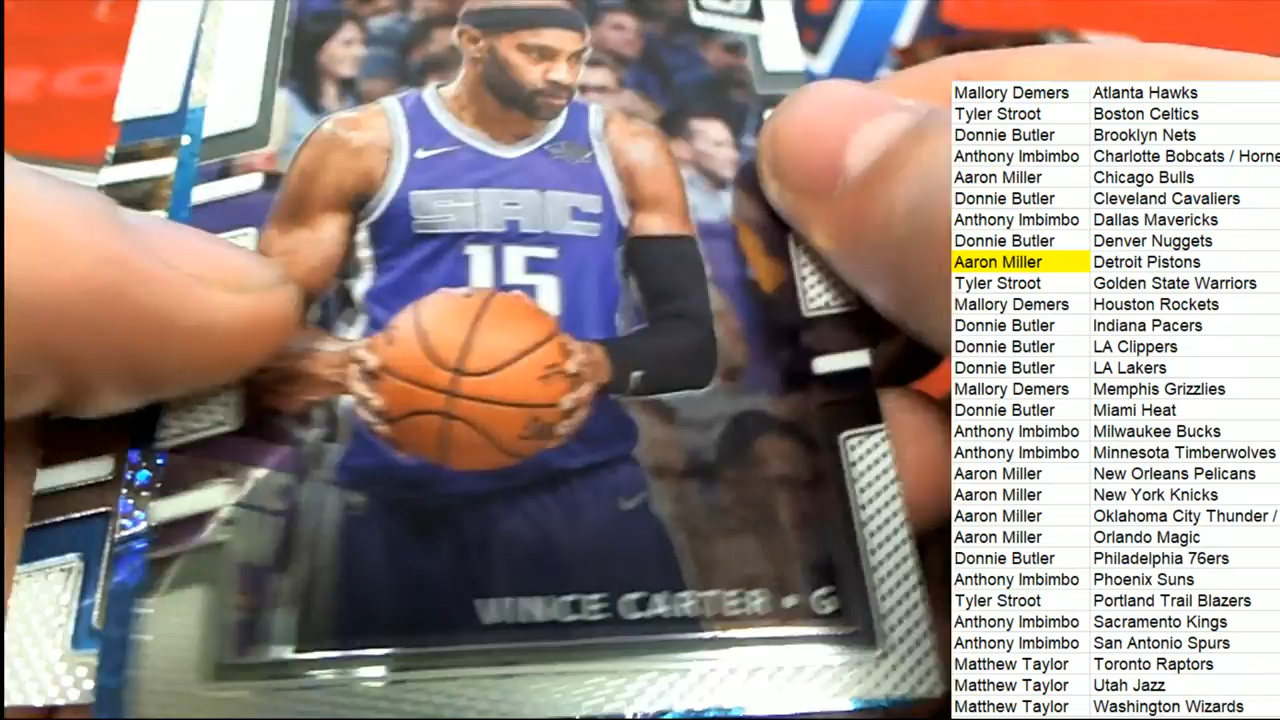 SAC
15
VINCE CARTER • G
Mallory Demers Atlanta Hawks
Tyler Stroot Boston Celtics
Donnie Butler Brooklyn Nets
Anthony Imbimbo Charlotte Bobcats / Horne
Aaron Miller Chicago Bulls
Donnie Butler Cleveland Cavaliers
Anthony Imbimbo Dallas Mavericks
Donnie Butler Denver Nuggets
Aaron Miller Detroit Pistons
Tyler Stroot Golden State Warriors
Mallory Demers Houston Rockets
Donnie Butler Indiana Pacers
Donnie Butler LA Clippers
Donnie Butler LA Lakers
Mallory Demers Memphis Grizzlies
Donnie Butler Miami Heat
Anthony Imbimbo Milwaukee Bucks
Anthony Imbimbo Minnesota Timberwolves
Aaron Miller New Orleans Pelicans
Aaron Miller New York Knicks
Aaron Miller Oklahoma City Thunder /
Aaron Miller Orlando Magic
Donnie Butler Philadelphia 76ers
Anthony Imbimbo Phoenix Suns
Tyler Stroot Portland Trail Blazers
Anthony Imbimbo Sacramento Kings
Anthony Imbimbo San Antonio Spurs
Matthew Taylor Toronto Raptors
Matthew Taylor Utah Jazz
Matthew Taylor Washington Wizards